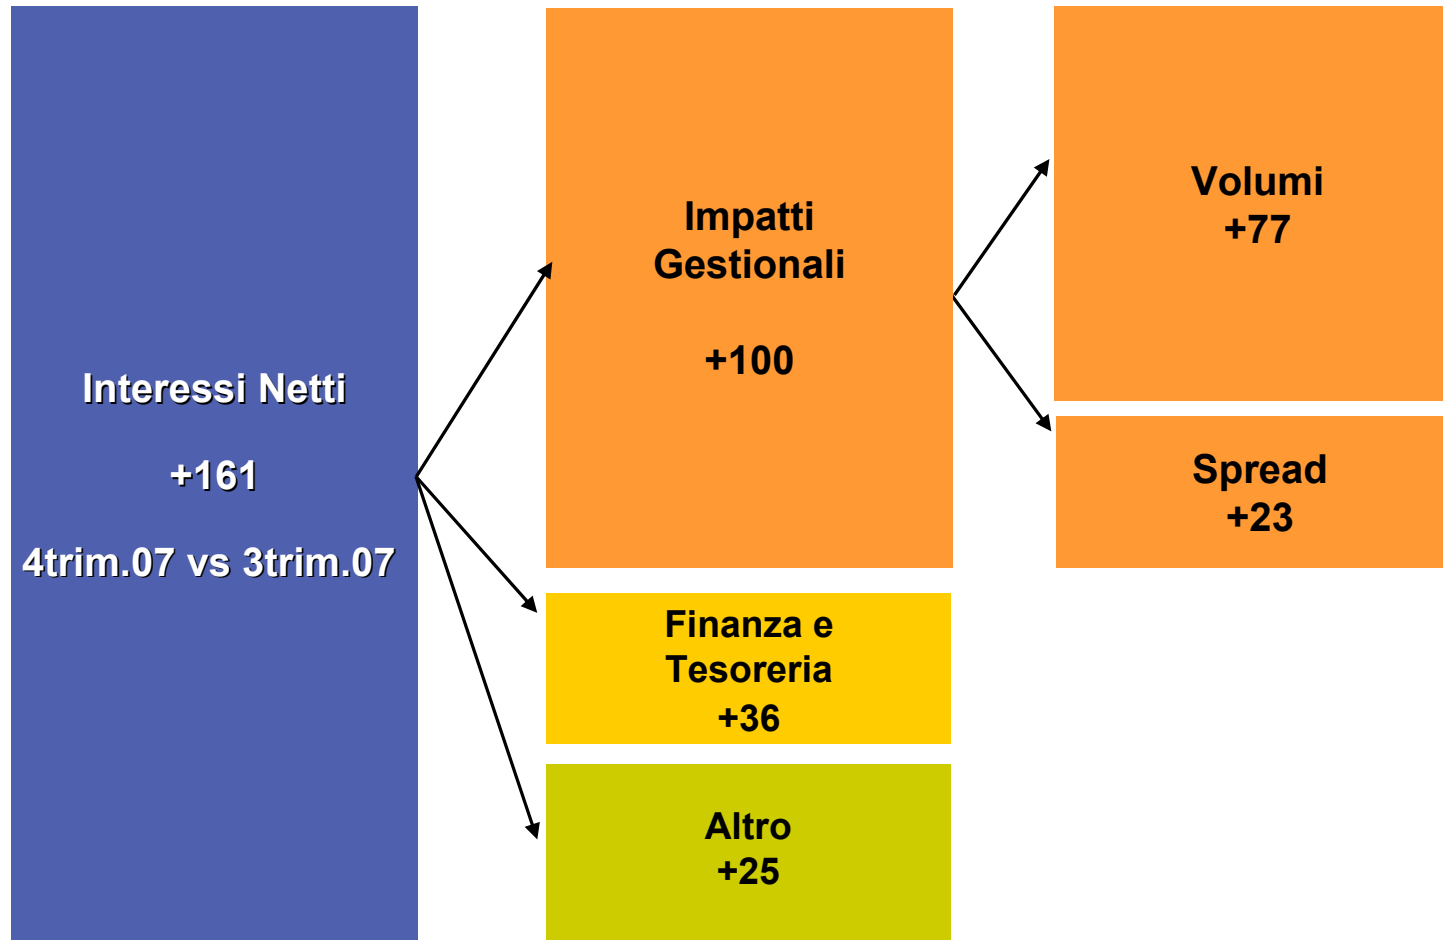 Interessi Netti
+161
4trim.07 vs 3trim.07
Impatti
Gestionali
+100
Finanza e
Tesoreria
+36
Altro
+25
Volumi
+77
Spread
+23